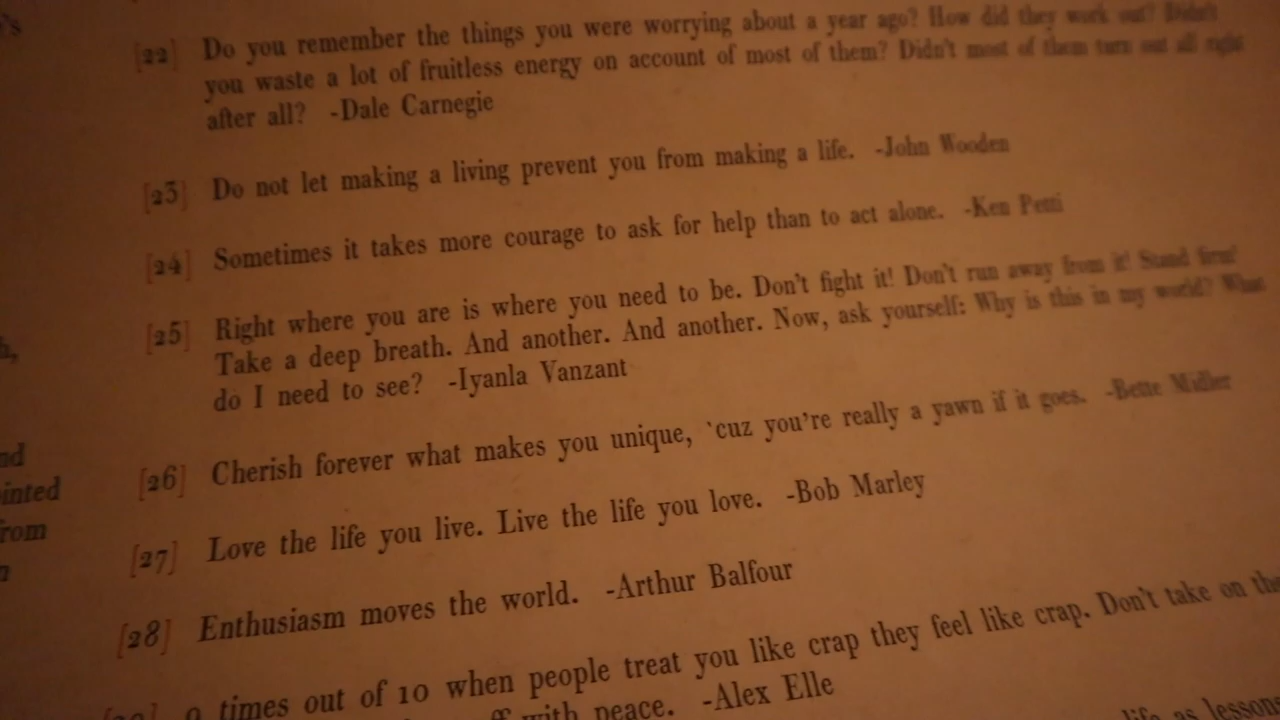 's
[22] Do you remember the things you were worrying about a year ago? How did they work out? Didn't
you waste a lot of fruitless energy on account of most of them? Didn't most of them turn out all right
after all? -Dale Carnegie
[23] Do not let making a living prevent you from making a life. -John Wooden
[24] Sometimes it takes more courage to ask for help than to act alone. -Ken Petti
[25] Right where you are is where you need to be. Don't fight it! Don't run away from it! Stand firm!
Take a deep breath. And another. And another. Now, ask yourself: Why is this in my world? What
do I need to see? -Iyanla Vanzant
[26] Cherish forever what makes you unique, 'cuz you're really a yawn if it goes. -Bette Midler
[27] Love the life you live. Live the life you love. -Bob Marley
[28] Enthusiasm moves the world. -Arthur Balfour
9 times out of 10 when people treat you like crap they feel like crap. Don't take on the
with peace. -Alex Elle
life as lesson
h,
nd
inted
rom